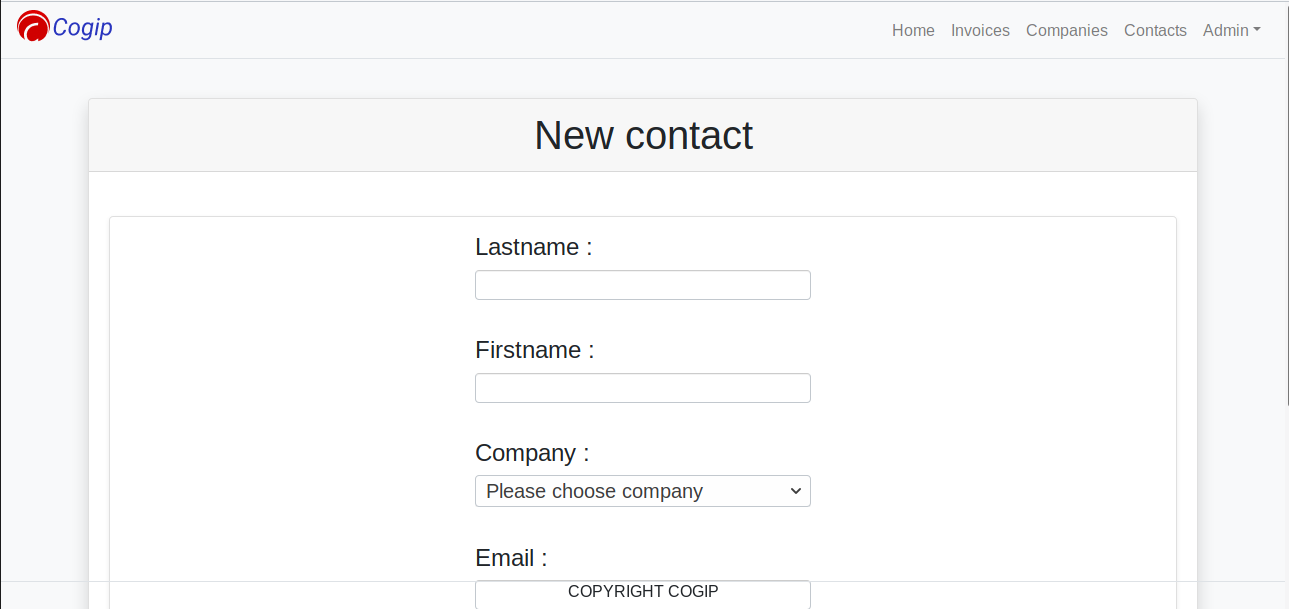 Cogip
Home Invoices Companies Contacts Admin
New contact
Lastname :
Firstname :
Company :
Please choose company
Email :
COPYRIGHT COGIP